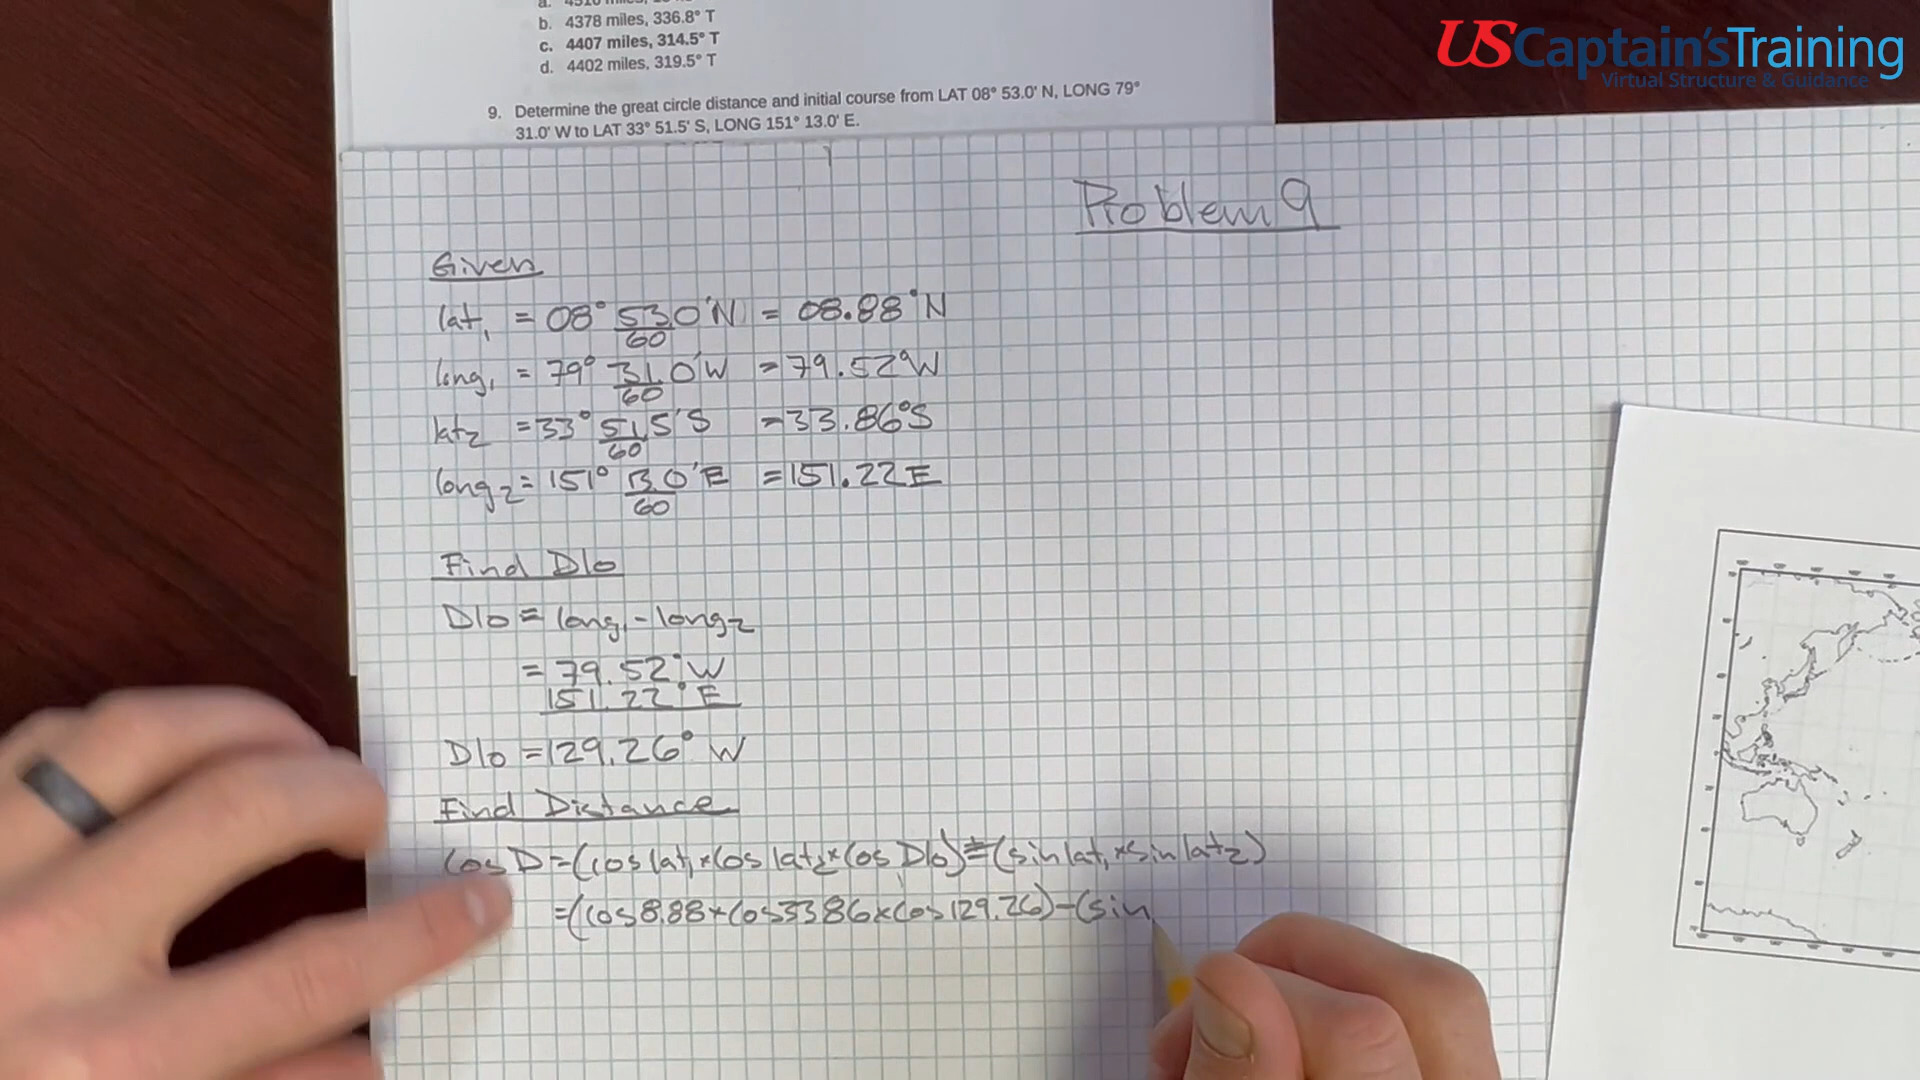 b. 4378 miles, 336.8° T
c. 4407 miles, 314.5° T
d. 4402 miles, 319.5° T
9. Determine the great circle distance and initial course from LAT 08° 53.0' N, LONG 79°
31.0' W to LAT 33° 51.5' S, LONG 151° 13.0' E.
USCaptain'sTraining
Virtual Structure & Guidance
Problem 9
Given
lat₁ = 08° 53.0'N/60 = 08.88°N
long₁ = 79° 31.0'W/60 = 79.52°W
lat₂ = 33° 51.5'S/60 = 33.86°S
long₂ = 151° 13.0'E/60 = 151.22E
Find Dlo
Dlo = long₁ - long₂
= 79.52°W
151.22°E
Dlo = 129.26° W
Find Distance
Cos D = (cos lat₁ × cos lat₂ × cos Dlo) ± (sin lat₁ × sin lat₂)
= (cos 8.88 × cos 33.86 × cos 129.26) - (sin